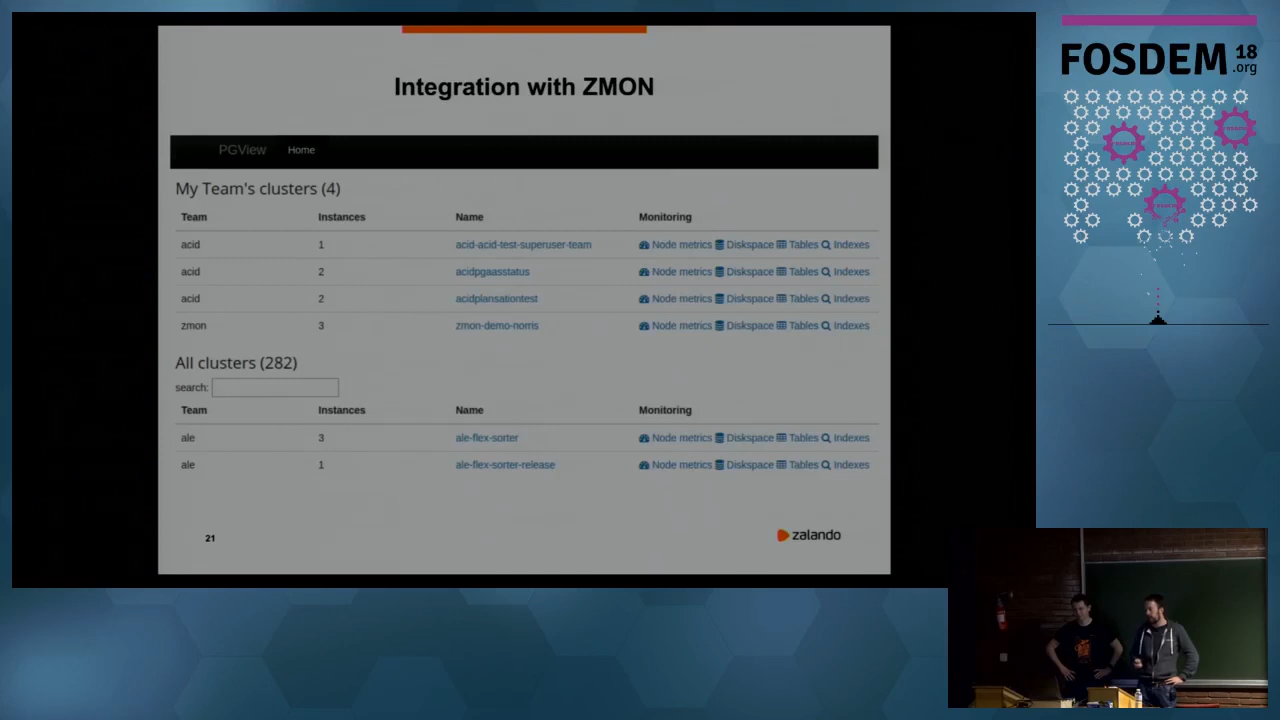 Integration with ZMON
PGView Home
My Team's clusters (4)
Team Instances Name Monitoring
acid 1 acid-acid-test-superuser-team Node metrics Diskspace Tables Indexes
acid 2 acidpgaasstatus Node metrics Diskspace Tables Indexes
acid 2 acidplansationtest Node metrics Diskspace Tables Indexes
zmon 3 zmon-demo-norris Node metrics Diskspace Tables Indexes
All clusters (282)
search:
Team Instances Name Monitoring
ale 3 ale-flex-sorter Node metrics Diskspace Tables Indexes
ale 1 ale-flex-sorter-release Node metrics Diskspace Tables Indexes
21
zalando
FOSDEM 18
.org